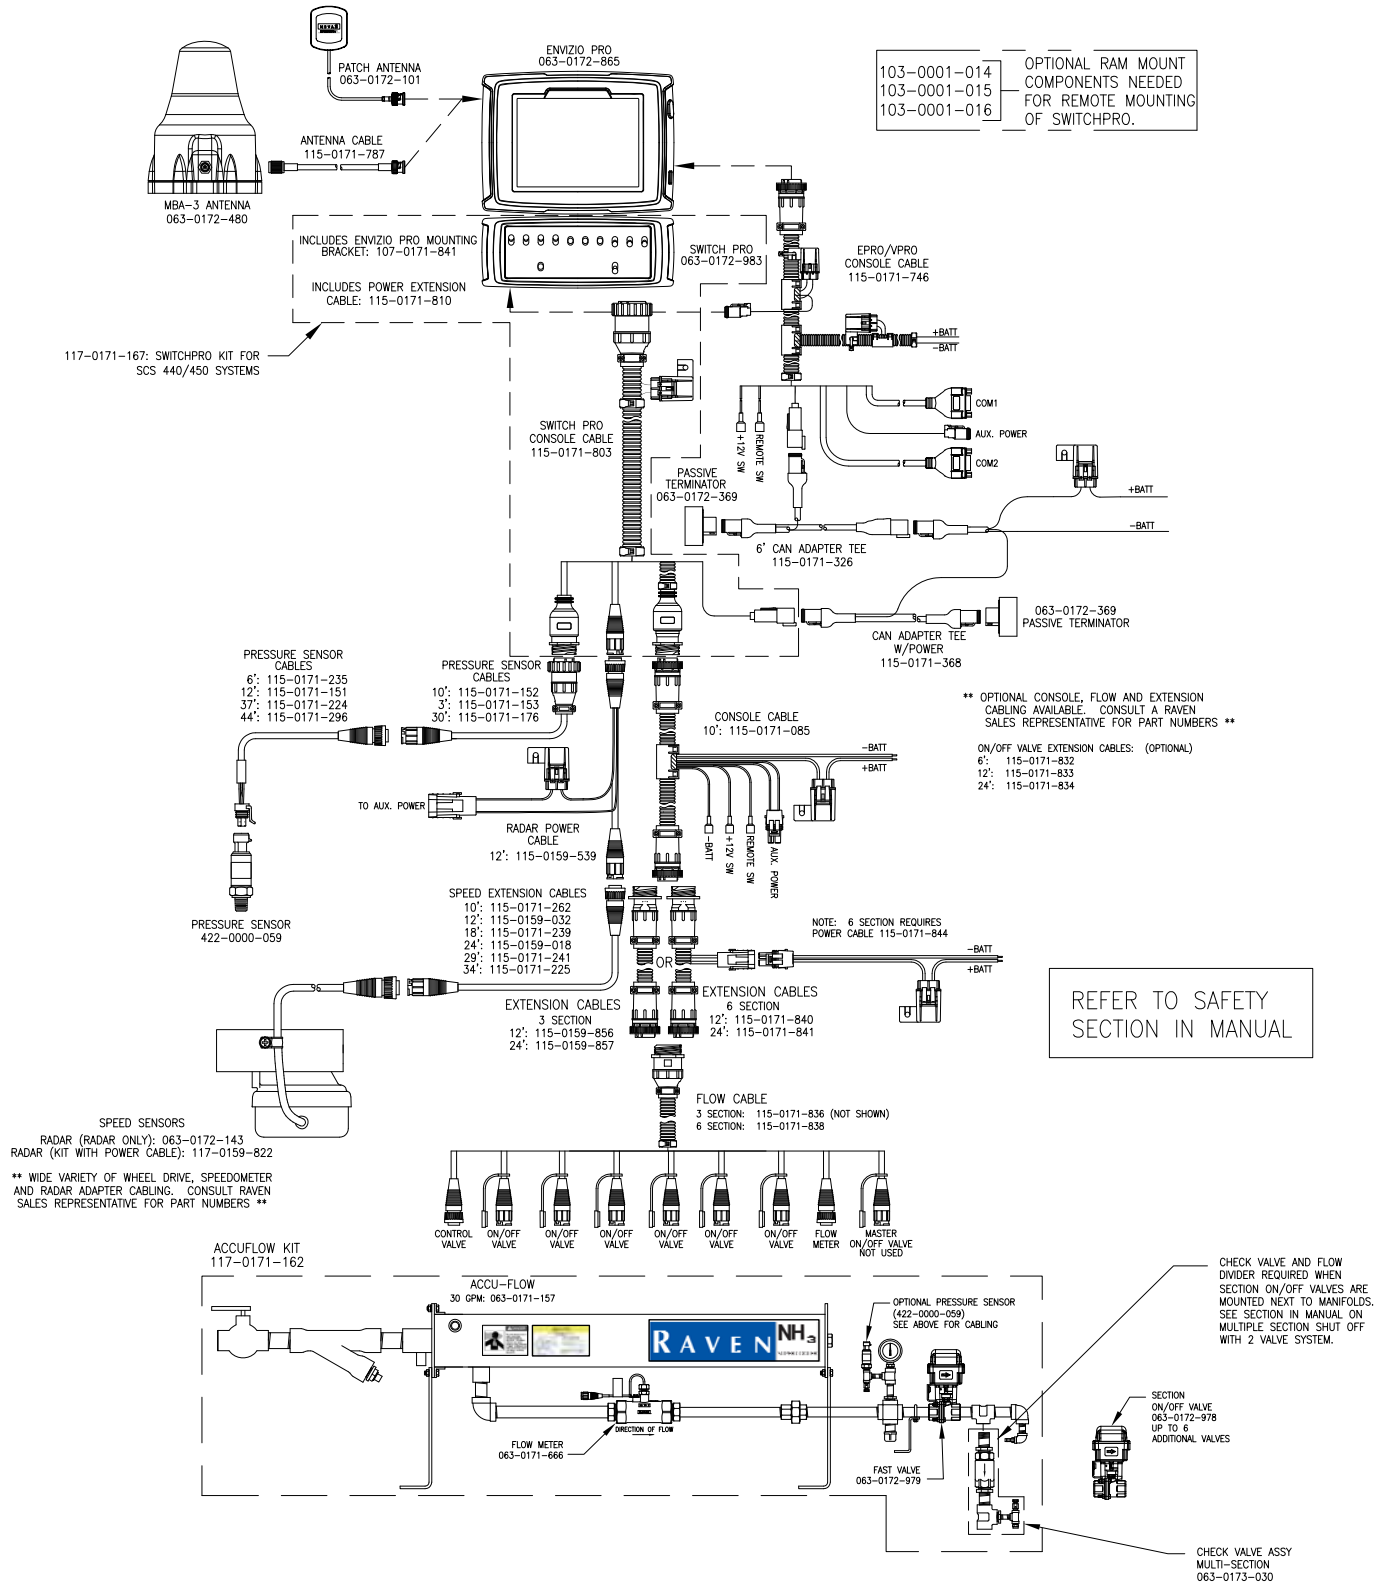 PATCH ANTENNA
063-0172-101
ENVIZIO PRO
063-0172-865
103-0001-014
103-0001-015
103-0001-016
OPTIONAL RAM MOUNT
COMPONENTS NEEDED
FOR REMOTE MOUNTING
OF SWITCHPRO.
ANTENNA CABLE
115-0171-787
MBA-3 ANTENNA
063-0172-480
INCLUDES ENVIZIO PRO MOUNTING
BRACKET: 107-0171-841
INCLUDES POWER EXTENSION
CABLE: 115-0171-810
SWITCH PRO
063-0172-983
EPRO/VPRO
CONSOLE CABLE
115-0171-746
+BATT
-BATT
117-0171-167: SWITCHPRO KIT FOR
SCS 440/450 SYSTEMS
SWITCH PRO
CONSOLE CABLE
115-0171-803
+12V SW
REMOTE SW
COM1
AUX. POWER
COM2
PASSIVE
TERMINATOR
063-0172-369
+BATT
-BATT
6' CAN ADAPTER TEE
115-0171-326
063-0172-369
PASSIVE TERMINATOR
CAN ADAPTER TEE
W/POWER
115-0171-368
PRESSURE SENSOR
CABLES
6': 115-0171-235
12': 115-0171-151
37': 115-0171-224
44': 115-0171-296
PRESSURE SENSOR
CABLES
10': 115-0171-152
3': 115-0171-153
30': 115-0171-176
** OPTIONAL CONSOLE, FLOW AND EXTENSION
CABLING AVAILABLE. CONSULT A RAVEN
SALES REPRESENTATIVE FOR PART NUMBERS **
ON/OFF VALVE EXTENSION CABLES: (OPTIONAL)
6': 115-0171-832
12': 115-0171-833
24': 115-0171-834
CONSOLE CABLE
10': 115-0171-085
-BATT
+BATT
TO AUX. POWER
-BATT
+12V SW
REMOTE SW
AUX. POWER
RADAR POWER
CABLE
12': 115-0159-539
PRESSURE SENSOR
422-0000-059
SPEED EXTENSION CABLES
10': 115-0171-262
12': 115-0159-032
18': 115-0171-239
24': 115-0159-018
29': 115-0171-241
34': 115-0171-225
NOTE: 6 SECTION REQUIRES
POWER CABLE 115-0171-844
-BATT
+BATT
OR
EXTENSION CABLES
3 SECTION
12': 115-0159-856
24': 115-0159-857
EXTENSION CABLES
6 SECTION
12': 115-0171-840
24': 115-0171-841
REFER TO SAFETY
SECTION IN MANUAL
FLOW CABLE
3 SECTION: 115-0171-836 (NOT SHOWN)
6 SECTION: 115-0171-838
SPEED SENSORS
RADAR (RADAR ONLY): 063-0172-143
RADAR (KIT WITH POWER CABLE): 117-0159-822
** WIDE VARIETY OF WHEEL DRIVE, SPEEDOMETER
AND RADAR ADAPTER CABLING. CONSULT RAVEN
SALES REPRESENTATIVE FOR PART NUMBERS **
CONTROL
VALVE
ON/OFF
VALVE
ON/OFF
VALVE
ON/OFF
VALVE
ON/OFF
VALVE
ON/OFF
VALVE
ON/OFF
VALVE
FLOW
METER
MASTER
ON/OFF VALVE
NOT USED
ACCUFLOW KIT
117-0171-162
ACCU-FLOW
30 GPM: 063-0171-157
OPTIONAL PRESSURE SENSOR
(422-0000-059)
SEE ABOVE FOR CABLING
CHECK VALVE AND FLOW
DIVIDER REQUIRED WHEN
SECTION ON/OFF VALVES ARE
MOUNTED NEXT TO MANIFOLDS.
SEE SECTION IN MANUAL ON
MULTIPLE SECTION SHUT OFF
WITH 2 VALVE SYSTEM.
RAVEN
NH3
DIRECTION OF FLOW
FLOW METER
063-0171-666
FAST VALVE
063-0172-979
SECTION
ON/OFF VALVE
063-0172-978
UP TO 6
ADDITIONAL VALVES
CHECK VALVE ASSY
MULTI-SECTION
063-0173-030